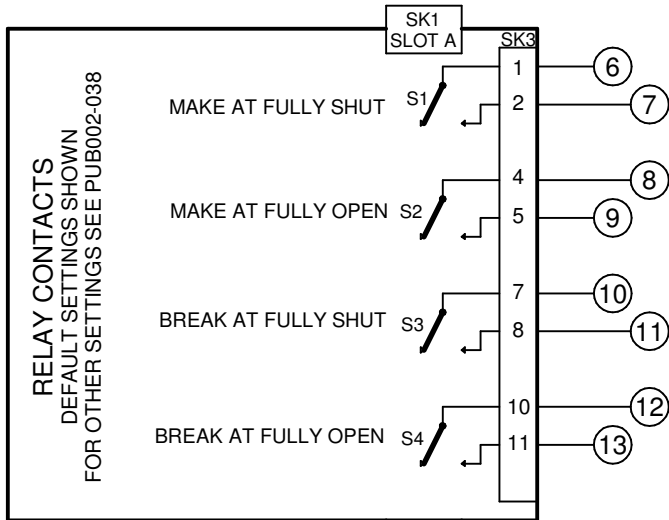 SK1
SLOT A
SK3
RELAY CONTACTS
DEFAULT SETTINGS SHOWN
FOR OTHER SETTINGS SEE PUB002-038
MAKE AT FULLY SHUT S1
1 6
2 7
MAKE AT FULLY OPEN S2
4 8
5 9
BREAK AT FULLY SHUT S3
7 10
8 11
BREAK AT FULLY OPEN S4
10 12
11 13